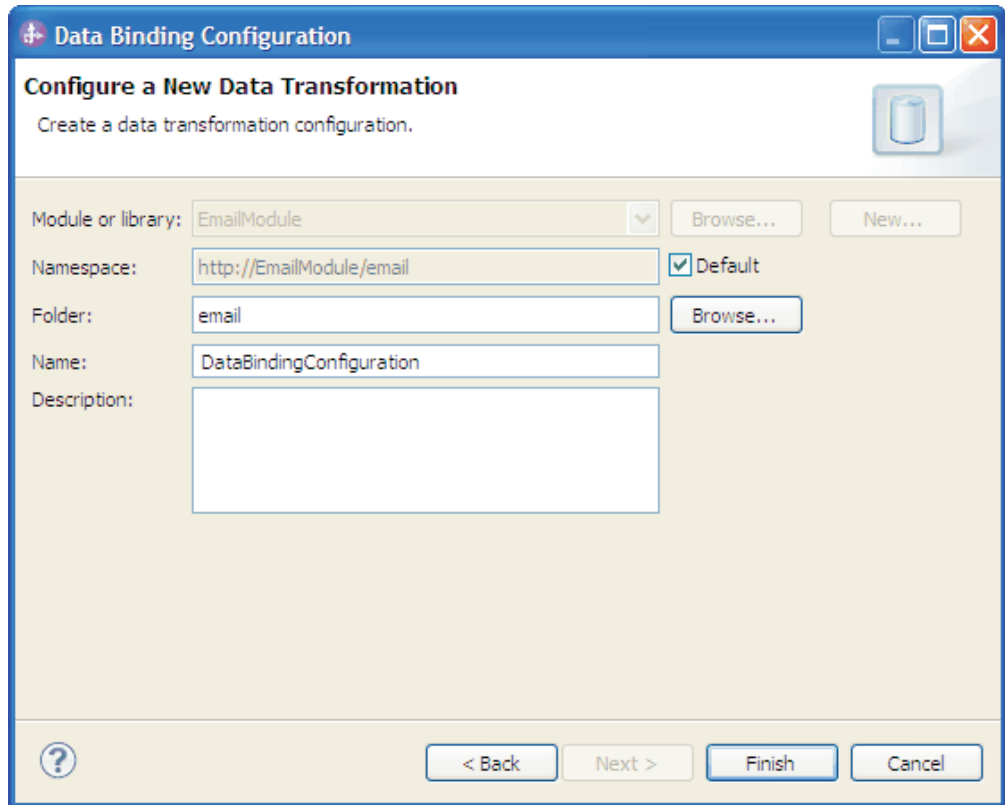 Data Binding Configuration
Configure a New Data Transformation
Create a data transformation configuration.
Module or library: EmailModule Browse... New...
Namespace: http://EmailModule/email Default
Folder: email Browse...
Name: DataBindingConfiguration
Description:
? < Back Next > Finish Cancel